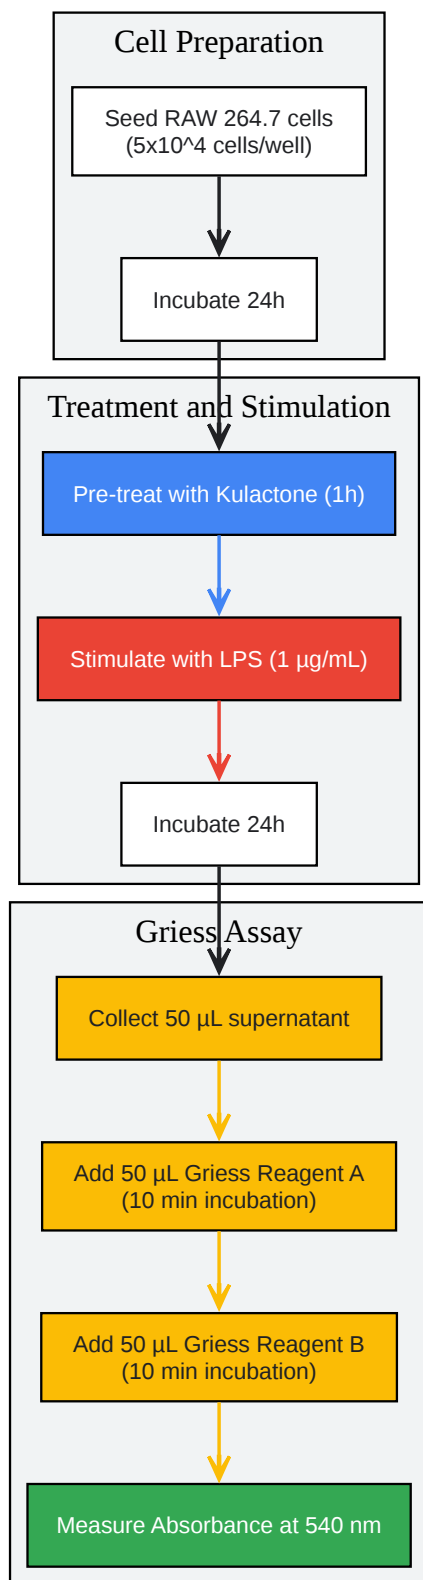 Cell Preparation
Seed RAW 264.7 cells
(5x10^4 cells/well)
Incubate 24h
Treatment and Stimulation
Pre-treat with Kulactone (1h)
Stimulate with LPS (1 µg/mL)
Incubate 24h
Griess Assay
Collect 50 µL supernatant
Add 50 µL Griess Reagent A
(10 min incubation)
Add 50 µL Griess Reagent B
(10 min incubation)
Measure Absorbance at 540 nm